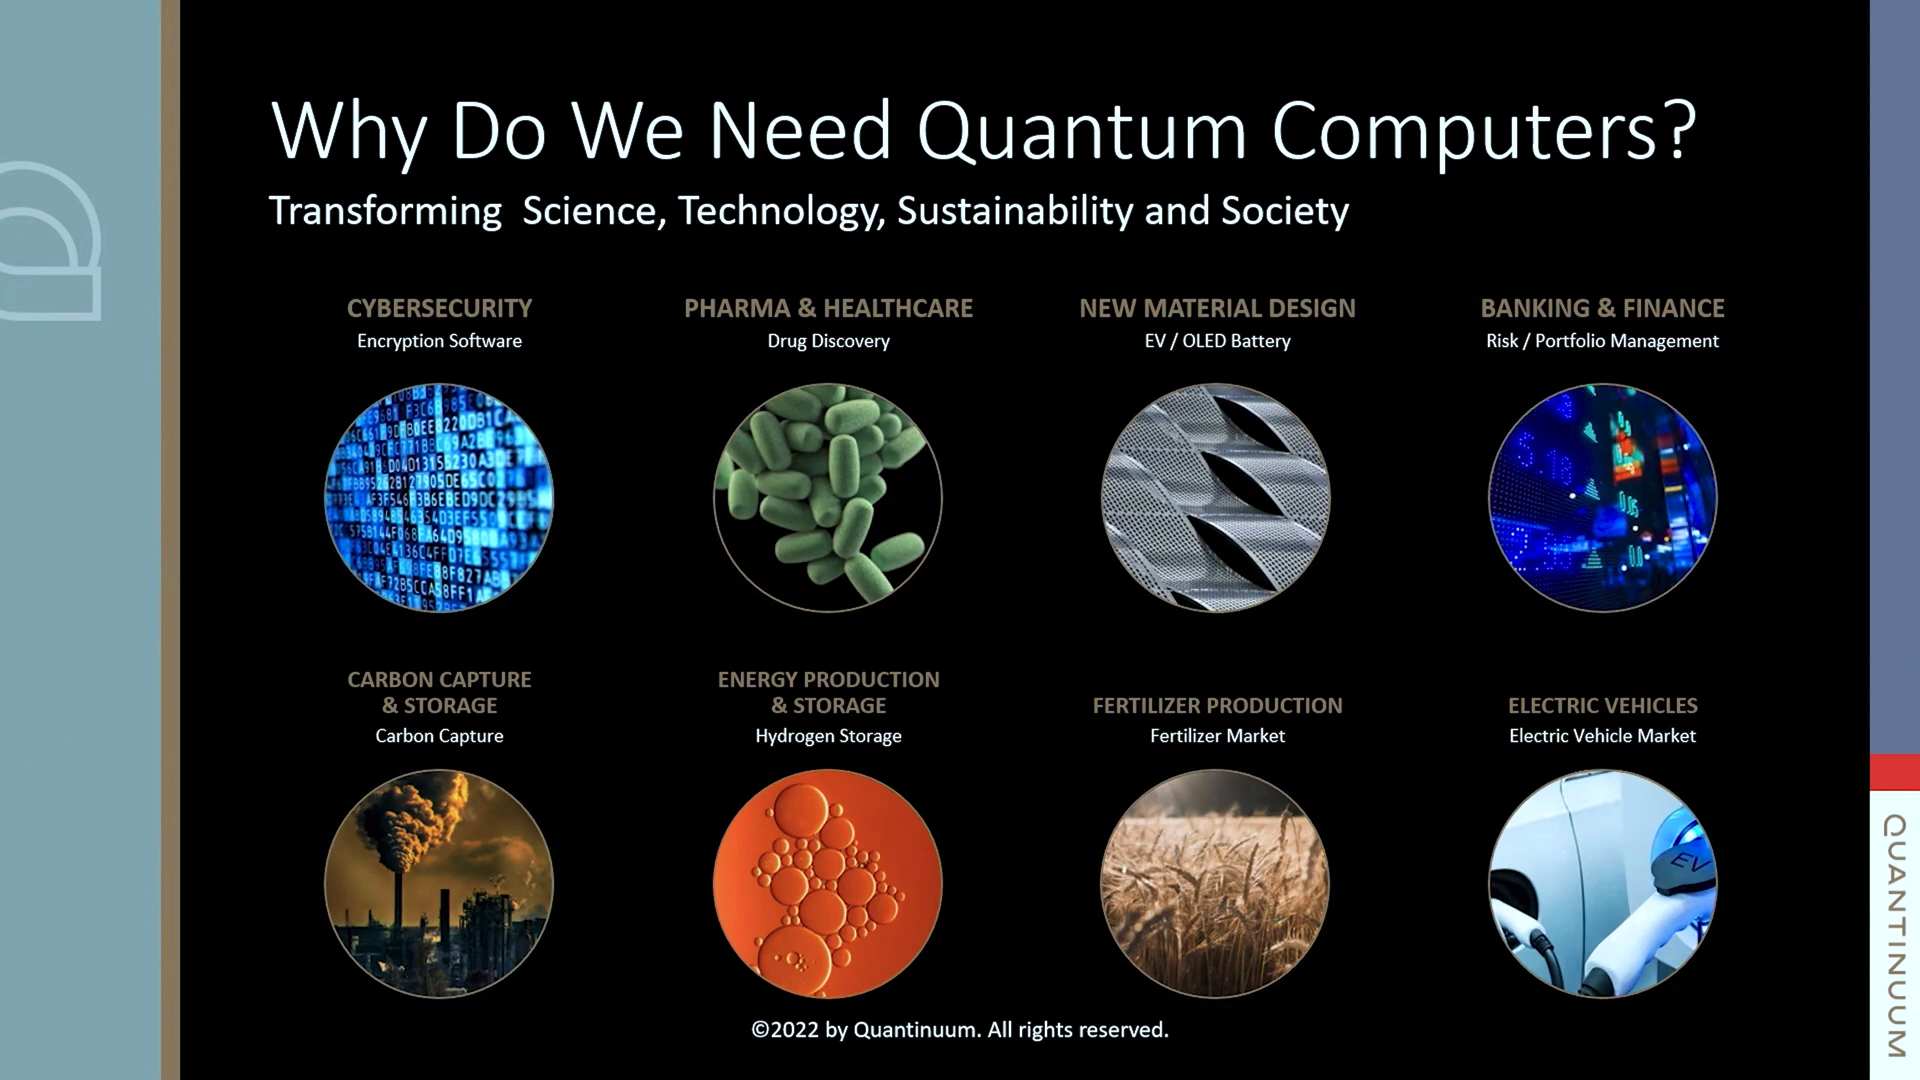 Why Do We Need Quantum Computers?
Transforming Science, Technology, Sustainability and Society
CYBERSECURITY
Encryption Software
PHARMA & HEALTHCARE
Drug Discovery
NEW MATERIAL DESIGN
EV / OLED Battery
BANKING & FINANCE
Risk / Portfolio Management
CARBON CAPTURE
& STORAGE
Carbon Capture
ENERGY PRODUCTION
& STORAGE
Hydrogen Storage
FERTILIZER PRODUCTION
Fertilizer Market
ELECTRIC VEHICLES
Electric Vehicle Market
EV
©2022 by Quantinuum. All rights reserved.
QUANTINUUM